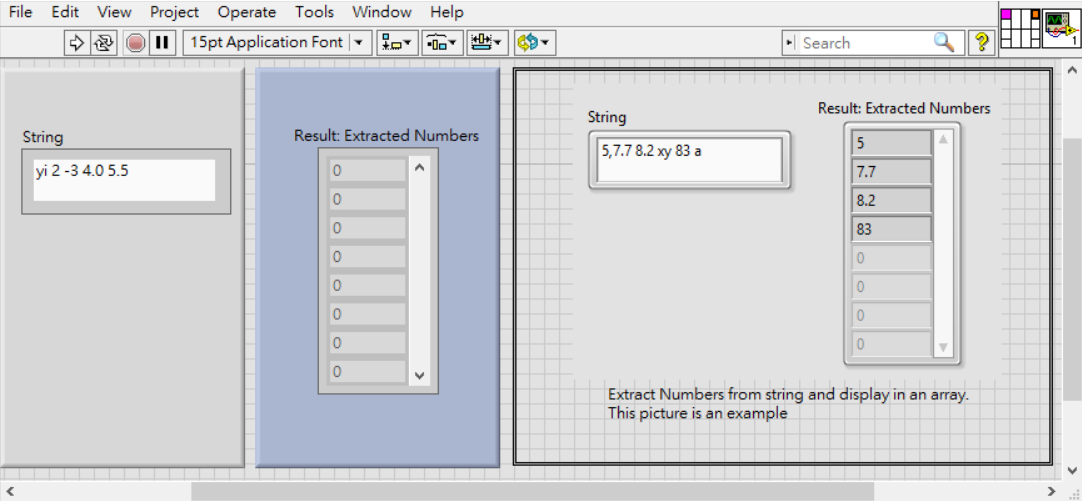 File Edit View Project Operate Tools Window Help
15pt Application Font
Search
1
String
yi 2 -3 4.0 5.5
Result: Extracted Numbers
0
0
0
0
0
0
0
0
String
5,7.7 8.2 xy 83 a
Result: Extracted Numbers
5
7.7
8.2
83
0
0
0
0
Extract Numbers from string and display in an array.
This picture is an example